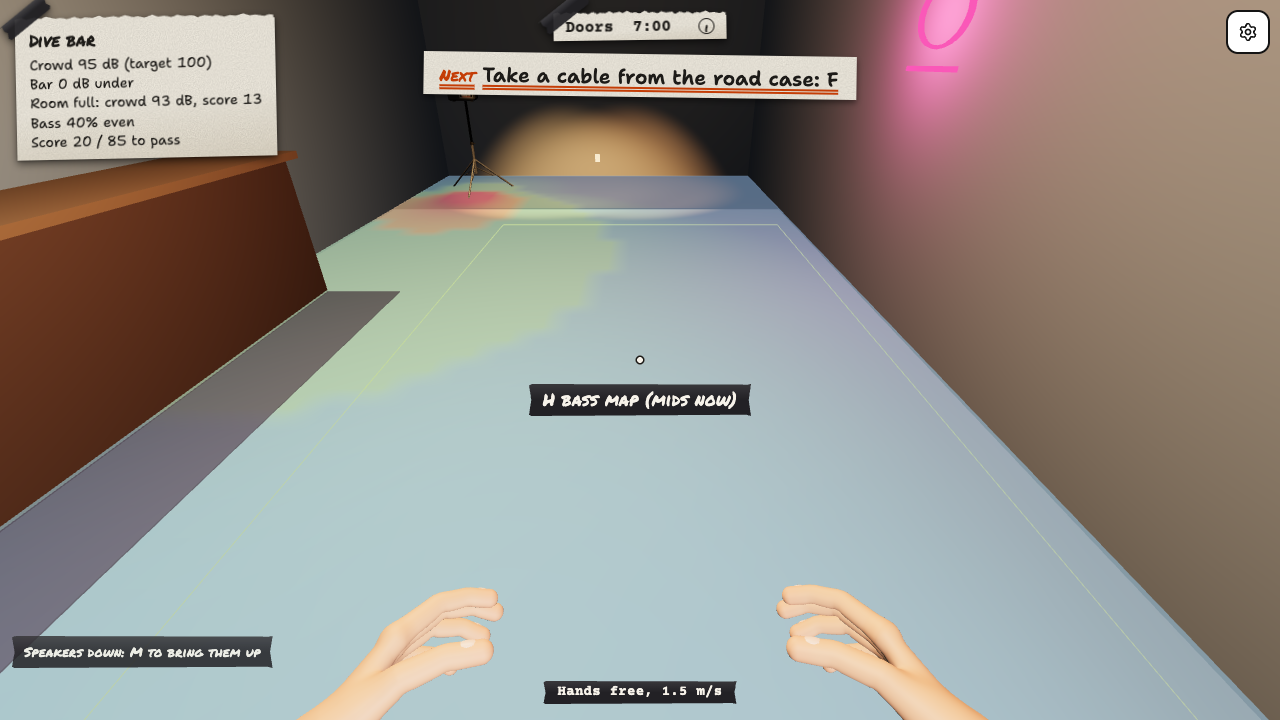 Dive bar
Crowd 95 dB (target 100)
Bar 0 dB under
Room full: crowd 93 dB, score 13
Bass 40% even
Score 20 / 85 to pass
Doors 7:00
Next Take a cable from the road case: F
H bass map (mids now)
Speakers down: M to bring them up
Hands free, 1.5 m/s